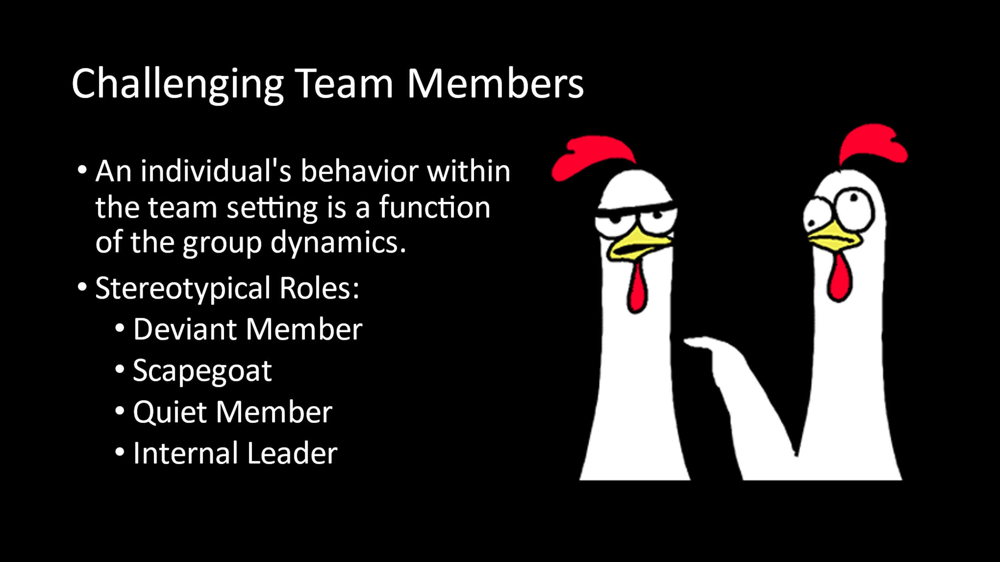 Challenging Team Members
• An individual's behavior within
the team setting is a function
of the group dynamics.
• Stereotypical Roles:
• Deviant Member
• Scapegoat
• Quiet Member
• Internal Leader